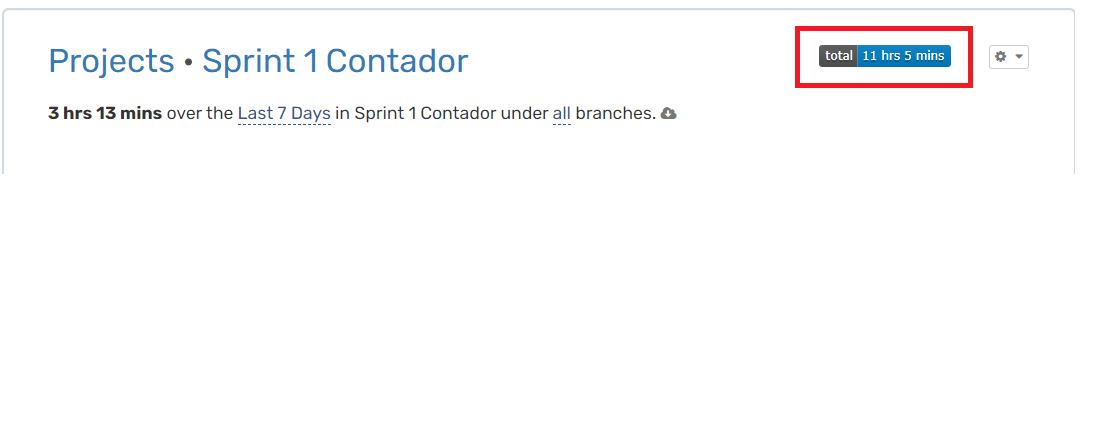 Projects • Sprint 1 Contador
total 11 hrs 5 mins
3 hrs 13 mins over the Last 7 Days in Sprint 1 Contador under all branches.